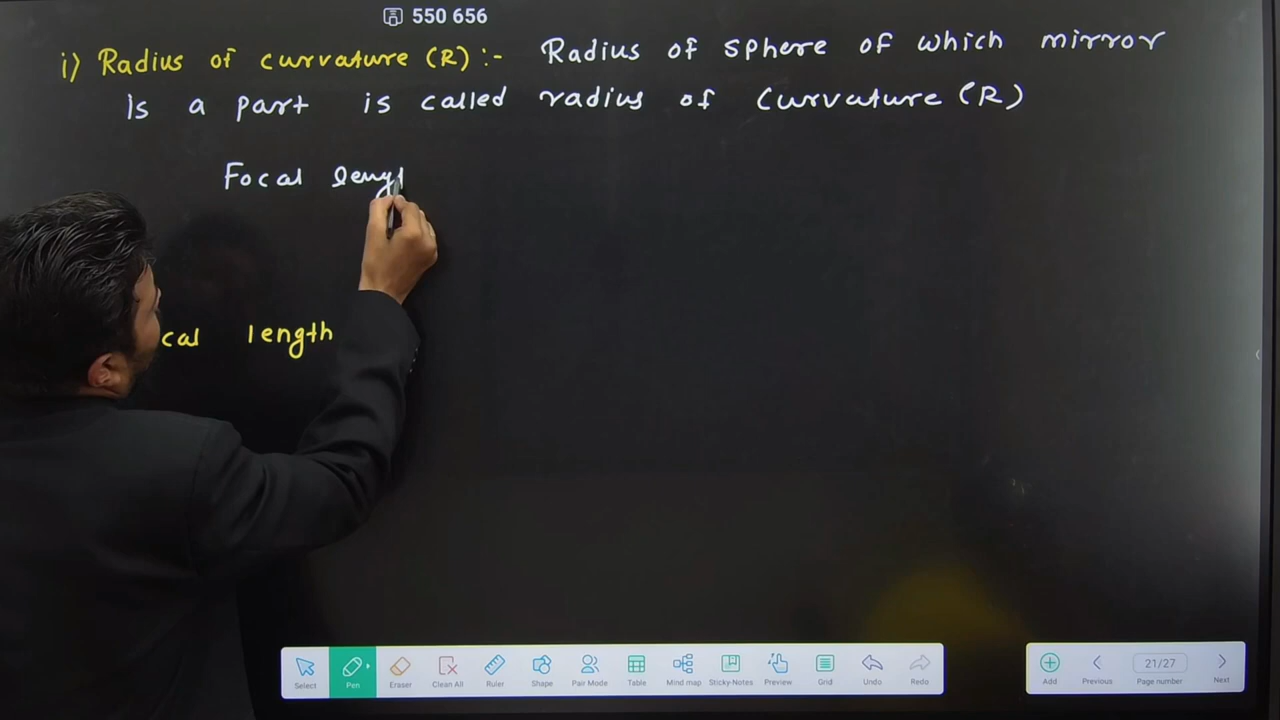 550 656
i) Radius of curvature (R) :- Radius of sphere of which mirror
Is a part is called radius of Curvature (R)
Focal
length
Select
Pen
Eraser
Clean All
Ruler
Shape
Pair Mode
Table
Mind map
Sticky-Notes
Preview
Grid
Undo
Redo
Add
Previous
21/27
Page number
Next